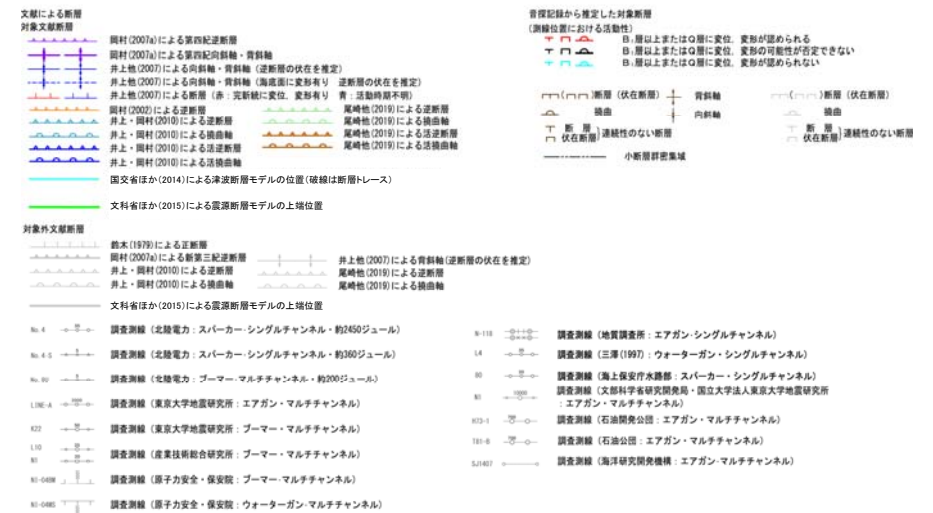 文献による断層
対象文献断層
岡村(2007a)による第四紀逆断層
岡村(2007a)による第四紀向斜軸・背斜軸
井上他(2007)による向斜軸・背斜軸(逆断層の伏在を推定)
井上他(2007)による向斜軸・背斜軸(海底面に変形有り 逆断層の伏在を推定)
井上他(2007)による断層(赤:完新統に変位,変形有り 青:活動時期不明)
岡村(2002)による逆断層
井上・岡村(2010)による逆断層
井上・岡村(2010)による撓曲軸
井上・岡村(2010)による活逆断層
井上・岡村(2010)による活撓曲軸
尾崎他(2019)による逆断層
尾崎他(2019)による撓曲軸
尾崎他(2019)による活逆断層
尾崎他(2019)による活撓曲軸
国交省ほか(2014)による津波断層モデルの位置(破線は断層トレース)
文科省ほか(2015)による震源断層モデルの上端位置
対象外文献断層
鈴木(1979)による正断層
岡村(2007a)による新第三紀逆断層
井上・岡村(2010)による逆断層
井上・岡村(2010)による撓曲軸
井上他(2007)による背斜軸(逆断層の伏在を推定)
尾崎他(2019)による逆断層
尾崎他(2019)による撓曲軸
文科省ほか(2015)による震源断層モデルの上端位置
No.4 調査測線(北陸電力:スパーカー・シングルチャンネル・約2450ジュール)
No.4-S 調査測線(北陸電力:スパーカー・シングルチャンネル・約360ジュール)
No.8U 調査測線(北陸電力:ブーマー・マルチチャンネル・約200ジュール)
LINE-A 調査測線(東京大学地震研究所:エアガン・マルチチャンネル)
K22 調査測線(東京大学地震研究所:ブーマー・マルチチャンネル)
L10
N1 調査測線(産業技術総合研究所:ブーマー・マルチチャンネル)
N1-04BM 調査測線(原子力安全・保安院:ブーマー・マルチチャンネル)
N1-04WS 調査測線(原子力安全・保安院:ウォーターガン・マルチチャンネル)
音探記録から推定した対象断層
(測線位置における活動性)
B₁層以上またはQ層に変位,変形が認められる
B₁層以上またはQ層に変位,変形の可能性が否定できない
B₁層以上またはQ層に変位,変形が認められない
断層(伏在断層) 背斜軸 断層(伏在断層)
撓曲 向斜軸 撓曲
断層
伏在断層 連続性のない断層
断層
伏在断層 連続性のない断層
小断層群密集域
N-118 調査測線(地質調査所:エアガン・シングルチャンネル)
L4 調査測線(三澤(1997):ウォーターガン・シングルチャンネル)
調査測線(海上保安庁水路部:スパーカー・シングルチャンネル)
N1 調査測線(文部科学省研究開発局・国立大学法人東京大学地震研究所
:エアガン・マルチチャンネル)
H73-1 調査測線(石油開発公団:エアガン・マルチチャンネル)
T81-B 調査測線(石油公団:エアガン・マルチチャンネル)
SJ1407 調査測線(海洋研究開発機構:エアガン・マルチチャンネル)